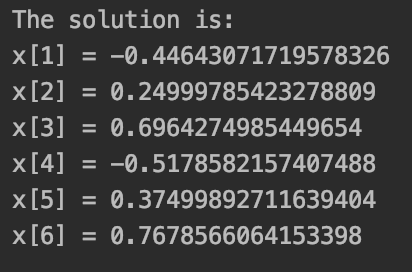 The solution is:
x[1] = -0.44643071719578326
x[2] = 0.24999785423278809
x[3] = 0.6964274985449654
x[4] = -0.5178582157407488
x[5] = 0.37499892711639404
x[6] = 0.7678566064153398